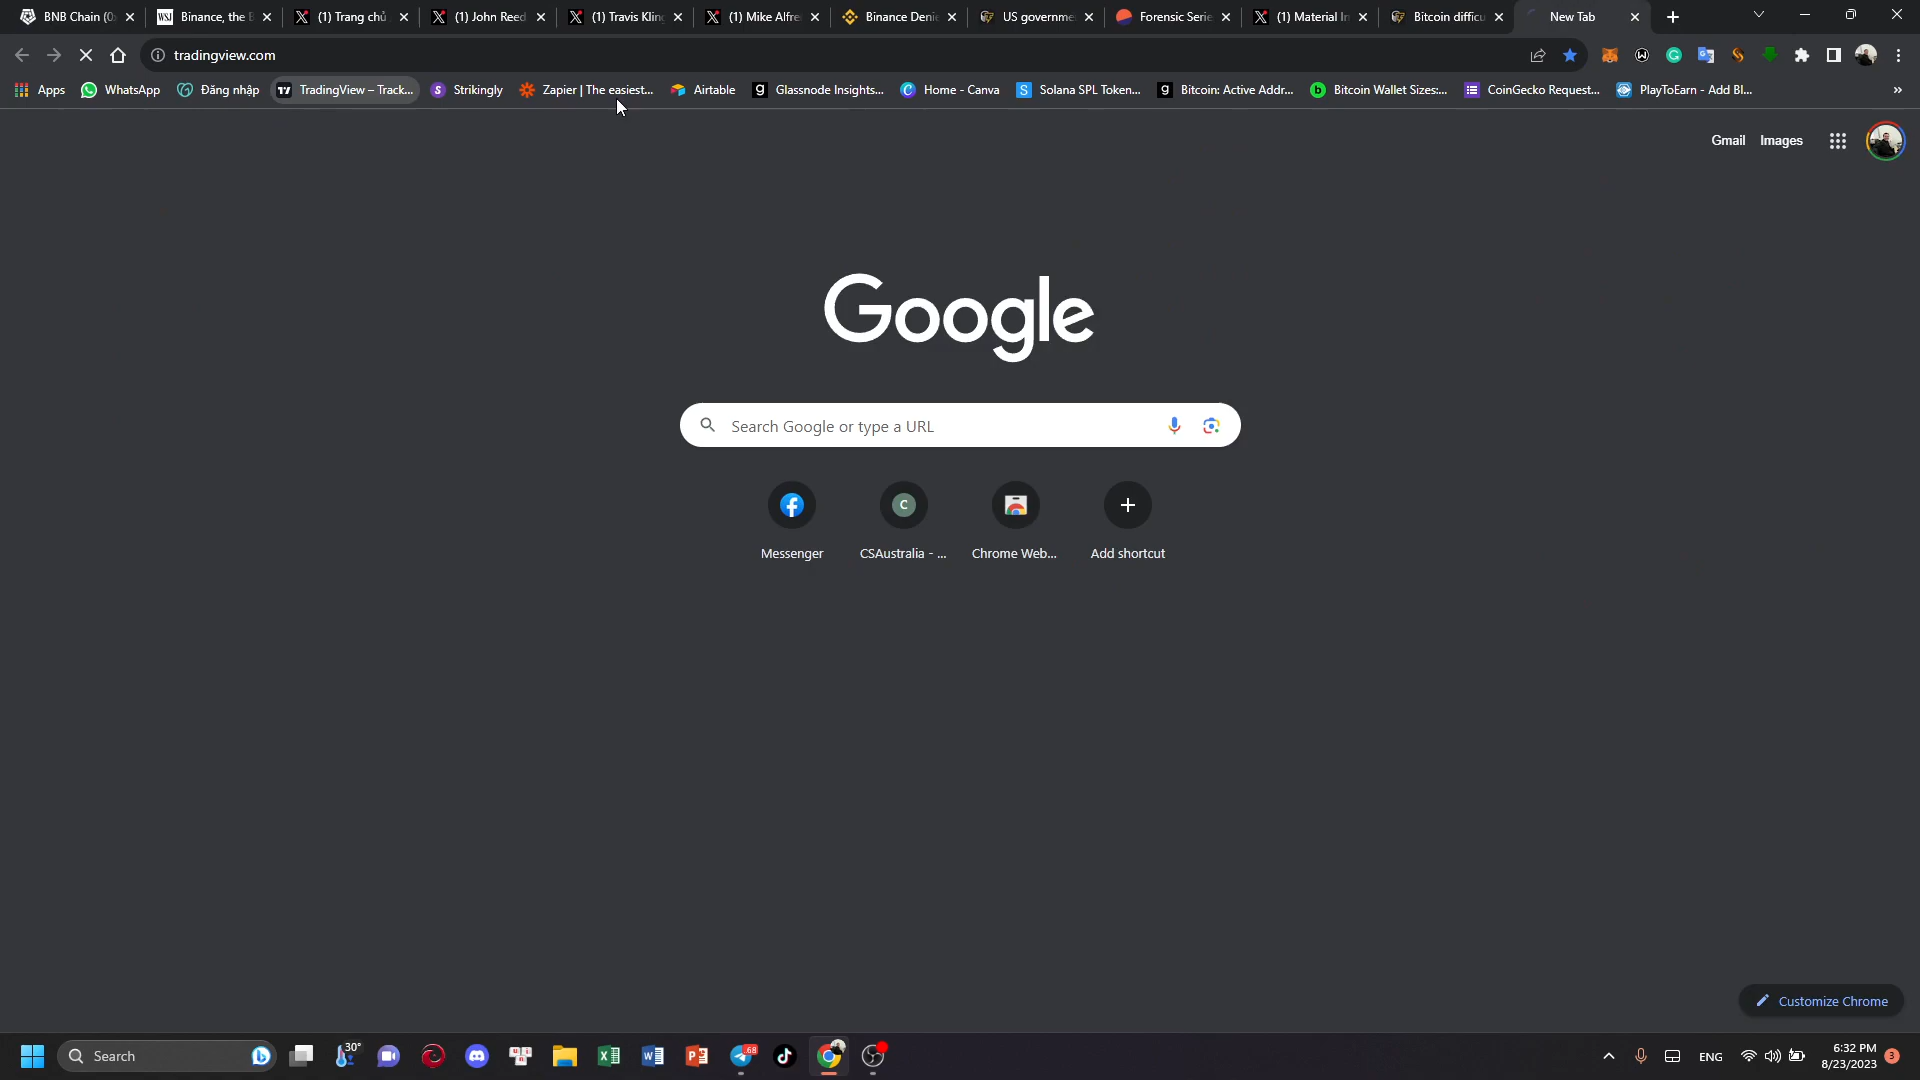 BNB Chain (0x
Binance, the B
(1) Trang chủ
(1) John Reed
(1) Travis Kling
(1) Mike Alfre
Binance Denie
US governme
Forensic Serie
(1) Material In
Bitcoin difficu
New Tab
tradingview.com
Apps
WhatsApp
Đăng nhập
TradingView – Track...
Strikingly
Zapier | The easiest...
Airtable
Glassnode Insights...
Home - Canva
Solana SPL Token...
Bitcoin: Active Addr...
Bitcoin Wallet Sizes:...
CoinGecko Request...
PlayToEarn - Add Bl...
»
Gmail
Images
Google
Search Google or type a URL
C
Messenger
CSAustralia - ...
Chrome Web...
Add shortcut
Customize Chrome
Search
30°
68
ENG
6:32 PM
8/23/2023
3